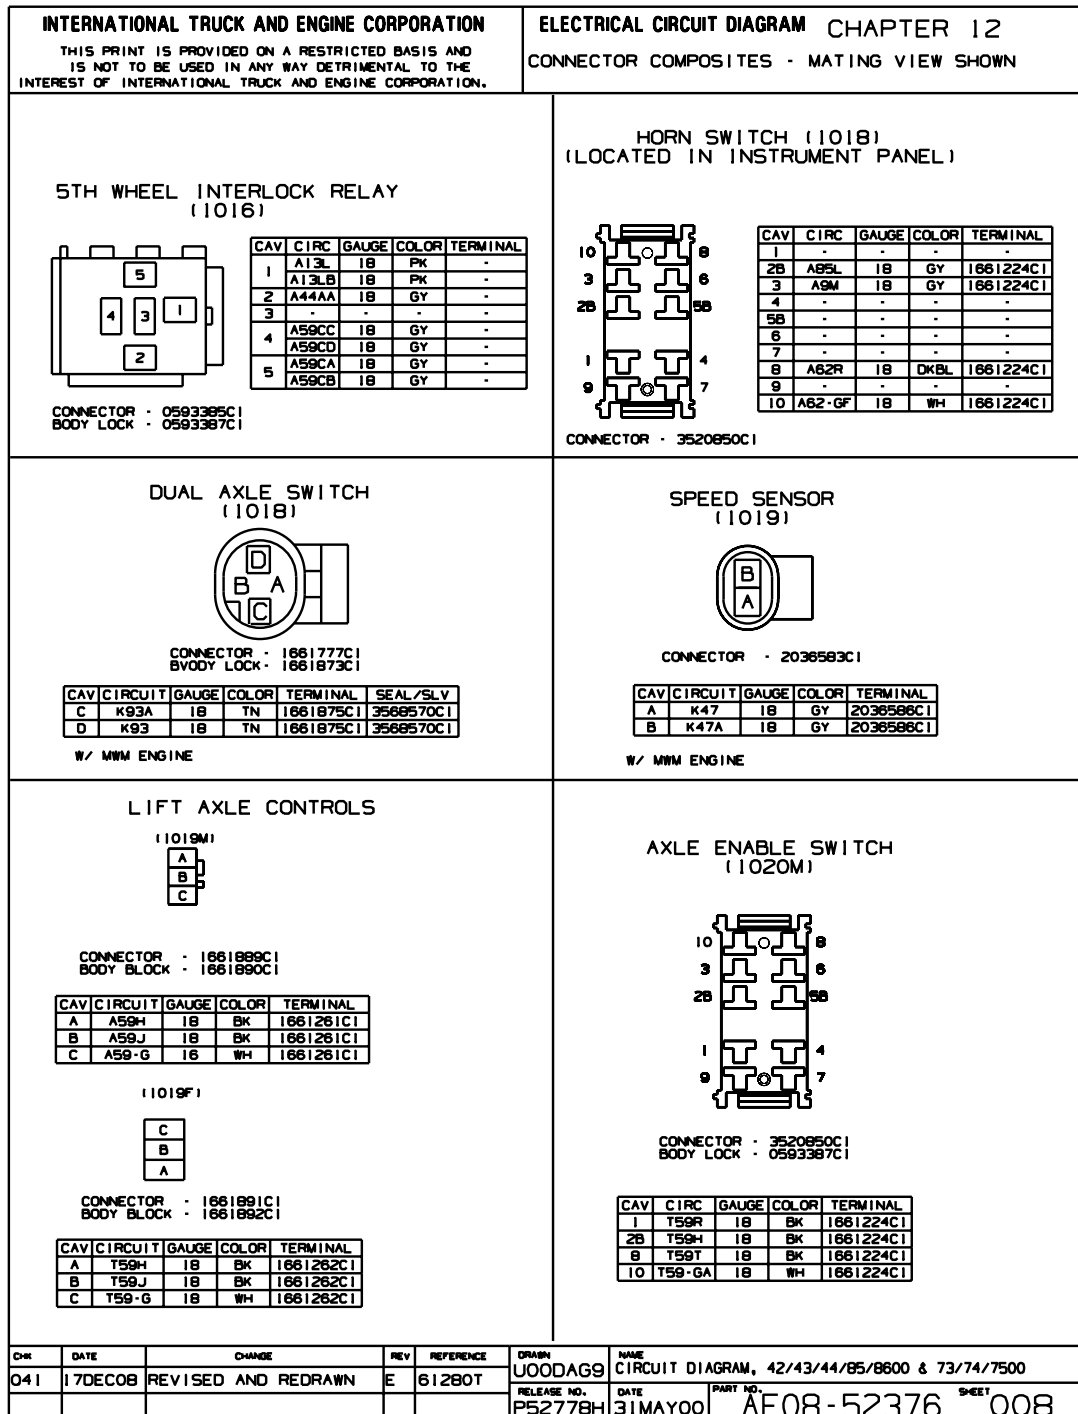 INTERNATIONAL TRUCK AND ENGINE CORPORATION
THIS PRINT IS PROVIDED ON A RESTRICTED BASIS AND
IS NOT TO BE USED IN ANY WAY DETRIMENTAL TO THE
INTEREST OF INTERNATIONAL TRUCK AND ENGINE CORPORATION.
ELECTRICAL CIRCUIT DIAGRAM CHAPTER 12
CONNECTOR COMPOSITES - MATING VIEW SHOWN
5TH WHEEL INTERLOCK RELAY
(1016)
5
4 3 1
2
CAV CIRC GAUGE COLOR TERMINAL
1 A13L 18 PK -
A13LB 18 PK -
2 A44AA 18 GY -
3 - - - -
4 A59CC 18 GY -
A59CD 18 GY -
5 A59CA 18 GY -
A59CB 18 GY -
CONNECTOR - 0593385C1
BODY LOCK - 0593387C1
HORN SWITCH (1018)
(LOCATED IN INSTRUMENT PANEL)
10 8
3 6
2B 5B
1 4
9 7
CAV CIRC GAUGE COLOR TERMINAL
1 - - - -
2B A85L 18 GY 1661224C1
3 A9M 18 GY 1661224C1
4 - - - -
5B - - - -
6 - - - -
7 - - - -
8 A62R 18 DKBL 1661224C1
9 - - - -
10 A62-GF 18 WH 1661224C1
CONNECTOR - 3520850C1
DUAL AXLE SWITCH
(1018)
D
B A
C
CONNECTOR - 1661777C1
BVODY LOCK- 1661873C1
CAV CIRCUIT GAUGE COLOR TERMINAL SEAL/SLV
C K93A 18 TN 1661875C1 3568570C1
D K93 18 TN 1661875C1 3568570C1
W/ MWM ENGINE
SPEED SENSOR
(1019)
B
A
CONNECTOR - 2036583C1
CAV CIRCUIT GAUGE COLOR TERMINAL
A K47 18 GY 2036586C1
B K47A 18 GY 2036586C1
W/ MWM ENGINE
LIFT AXLE CONTROLS
(1019M)
A
B
C
CONNECTOR - 1661889C1
BODY BLOCK - 1661890C1
CAV CIRCUIT GAUGE COLOR TERMINAL
A A59H 18 BK 1661261C1
B A59J 18 BK 1661261C1
C A59-G 16 WH 1661261C1
(1019F)
C
B
A
CONNECTOR - 1661891C1
BODY BLOCK - 1661892C1
CAV CIRCUIT GAUGE COLOR TERMINAL
A T59H 18 BK 1661262C1
B T59J 18 BK 1661262C1
C T59-G 18 WH 1661262C1
AXLE ENABLE SWITCH
(1020M)
10 8
3 6
2B 5B
1 4
9 7
CONNECTOR - 3520850C1
BODY LOCK - 0593387C1
CAV CIRC GAUGE COLOR TERMINAL
1 T59R 18 BK 1661224C1
2B T59H 18 BK 1661224C1
8 T59T 18 BK 1661224C1
10 T59-GA 18 WH 1661224C1
CHK DATE CHANGE REV REFERENCE
041 17DEC08 REVISED AND REDRAWN E 61280T
DRAWN
U00DAG9
NAME
CIRCUIT DIAGRAM, 42/43/44/85/8600 & 73/74/7500
RELEASE NO.
P52778H
DATE
31MAY00
PART NO.
AE08-52376
SHEET
008